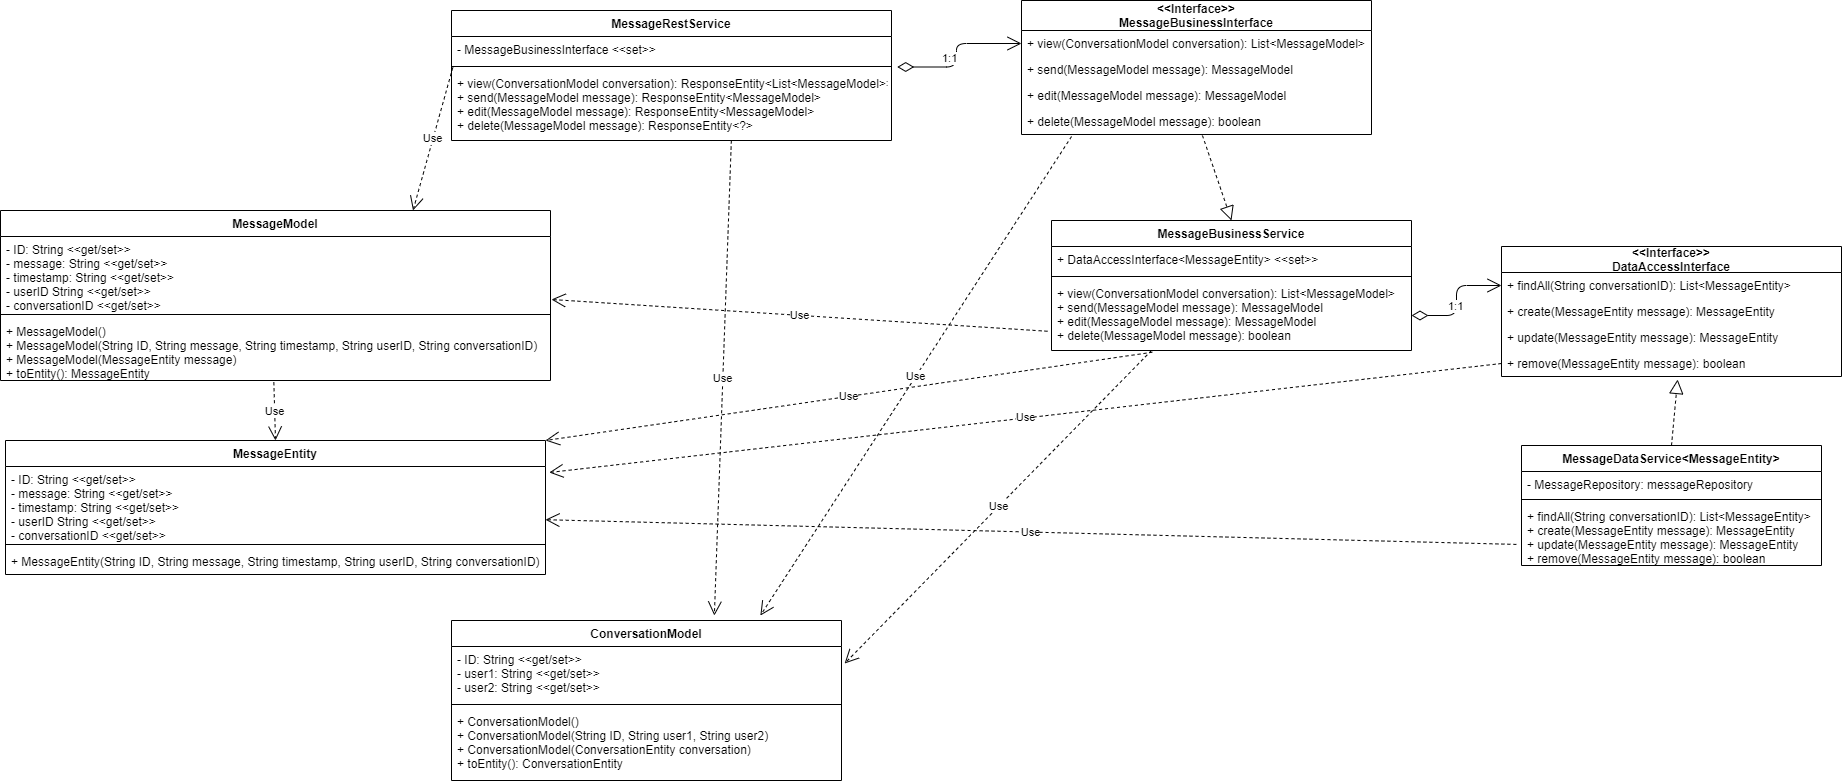 MessageRestService
- MessageBusinessInterface <<set>>
+ view(ConversationModel conversation): ResponseEntity<List<MessageModel>
+ send(MessageModel message): ResponseEntity<MessageModel>
+ edit(MessageModel message): ResponseEntity<MessageModel>
+ delete(MessageModel message): ResponseEntity<?>
1:1
<<Interface>>
MessageBusinessInterface
+ view(ConversationModel conversation): List<MessageModel>
+ send(MessageModel message): MessageModel
+ edit(MessageModel message): MessageModel
+ delete(MessageModel message): boolean
Use
MessageModel
- ID: String <<get/set>>
- message: String <<get/set>>
- timestamp: String <<get/set>>
- userID String <<get/set>>
- conversationID <<get/set>>
+ MessageModel()
+ MessageModel(String ID, String message, String timestamp, String userID, String conversationID)
+ MessageModel(MessageEntity message)
+ toEntity(): MessageEntity
MessageBusinessService
+ DataAccessInterface<MessageEntity> <<set>>
+ view(ConversationModel conversation): List<MessageModel>
+ send(MessageModel message): MessageModel
+ edit(MessageModel message): MessageModel
+ delete(MessageModel message): boolean
1:1
<<Interface>>
DataAccessInterface
+ findAll(String conversationID): List<MessageEntity>
+ create(MessageEntity message): MessageEntity
+ update(MessageEntity message): MessageEntity
+ remove(MessageEntity message): boolean
Use
Use
Use
Use
Use
Use
MessageEntity
- ID: String <<get/set>>
- message: String <<get/set>>
- timestamp: String <<get/set>>
- userID String <<get/set>>
- conversationID <<get/set>>
+ MessageEntity(String ID, String message, String timestamp, String userID, String conversationID)
MessageDataService<MessageEntity>
- MessageRepository: messageRepository
+ findAll(String conversationID): List<MessageEntity>
+ create(MessageEntity message): MessageEntity
+ update(MessageEntity message): MessageEntity
+ remove(MessageEntity message): boolean
Use
Use
ConversationModel
- ID: String <<get/set>>
- user1: String <<get/set>>
- user2: String <<get/set>>
+ ConversationModel()
+ ConversationModel(String ID, String user1, String user2)
+ ConversationModel(ConversationEntity conversation)
+ toEntity(): ConversationEntity